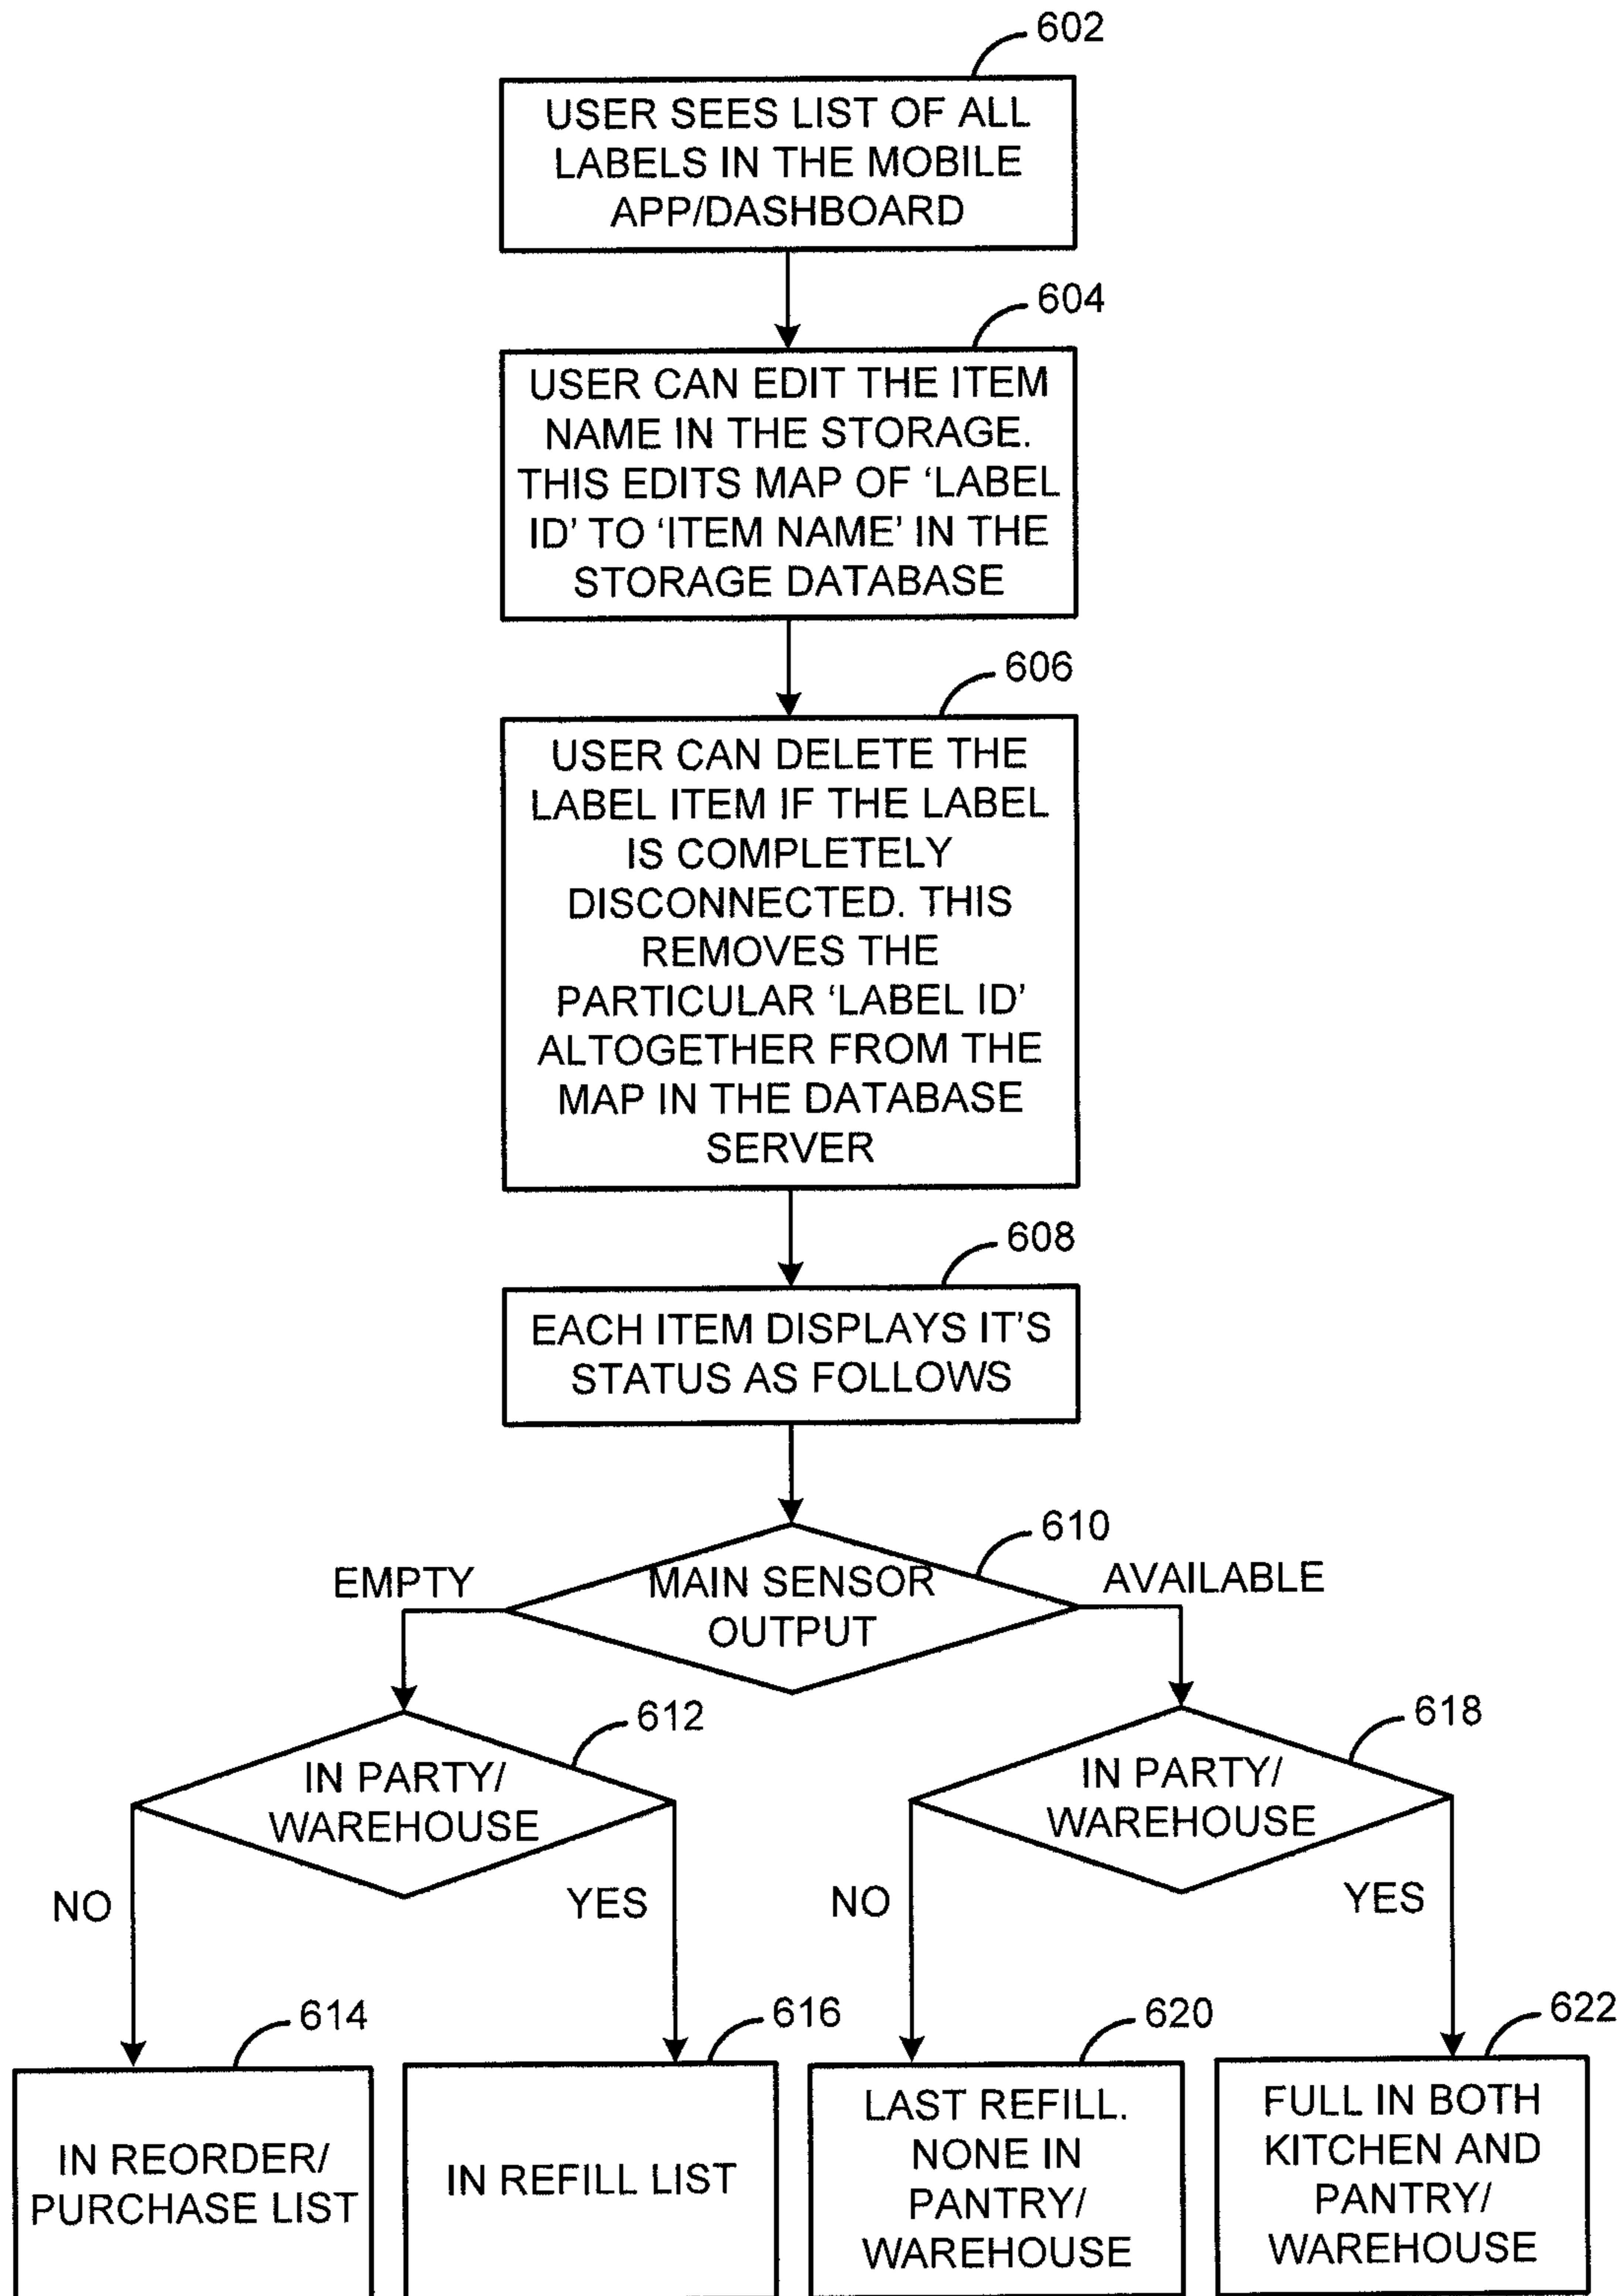 602
USER SEES LIST OF ALL
LABELS IN THE MOBILE
APP/DASHBOARD
604
USER CAN EDIT THE ITEM
NAME IN THE STORAGE.
THIS EDITS MAP OF ‘LABEL
ID’ TO ‘ITEM NAME’ IN THE
STORAGE DATABASE
606
USER CAN DELETE THE
LABEL ITEM IF THE LABEL
IS COMPLETELY
DISCONNECTED. THIS
REMOVES THE
PARTICULAR ‘LABEL ID’
ALTOGETHER FROM THE
MAP IN THE DATABASE
SERVER
608
EACH ITEM DISPLAYS IT’S
STATUS AS FOLLOWS
610
EMPTY
MAIN SENSOR
OUTPUT
AVAILABLE
612
IN PARTY/
WAREHOUSE
618
IN PARTY/
WAREHOUSE
NO
YES
NO
YES
614
IN REORDER/
PURCHASE LIST
616
IN REFILL LIST
620
LAST REFILL.
NONE IN
PANTRY/
WAREHOUSE
622
FULL IN BOTH
KITCHEN AND
PANTRY/
WAREHOUSE